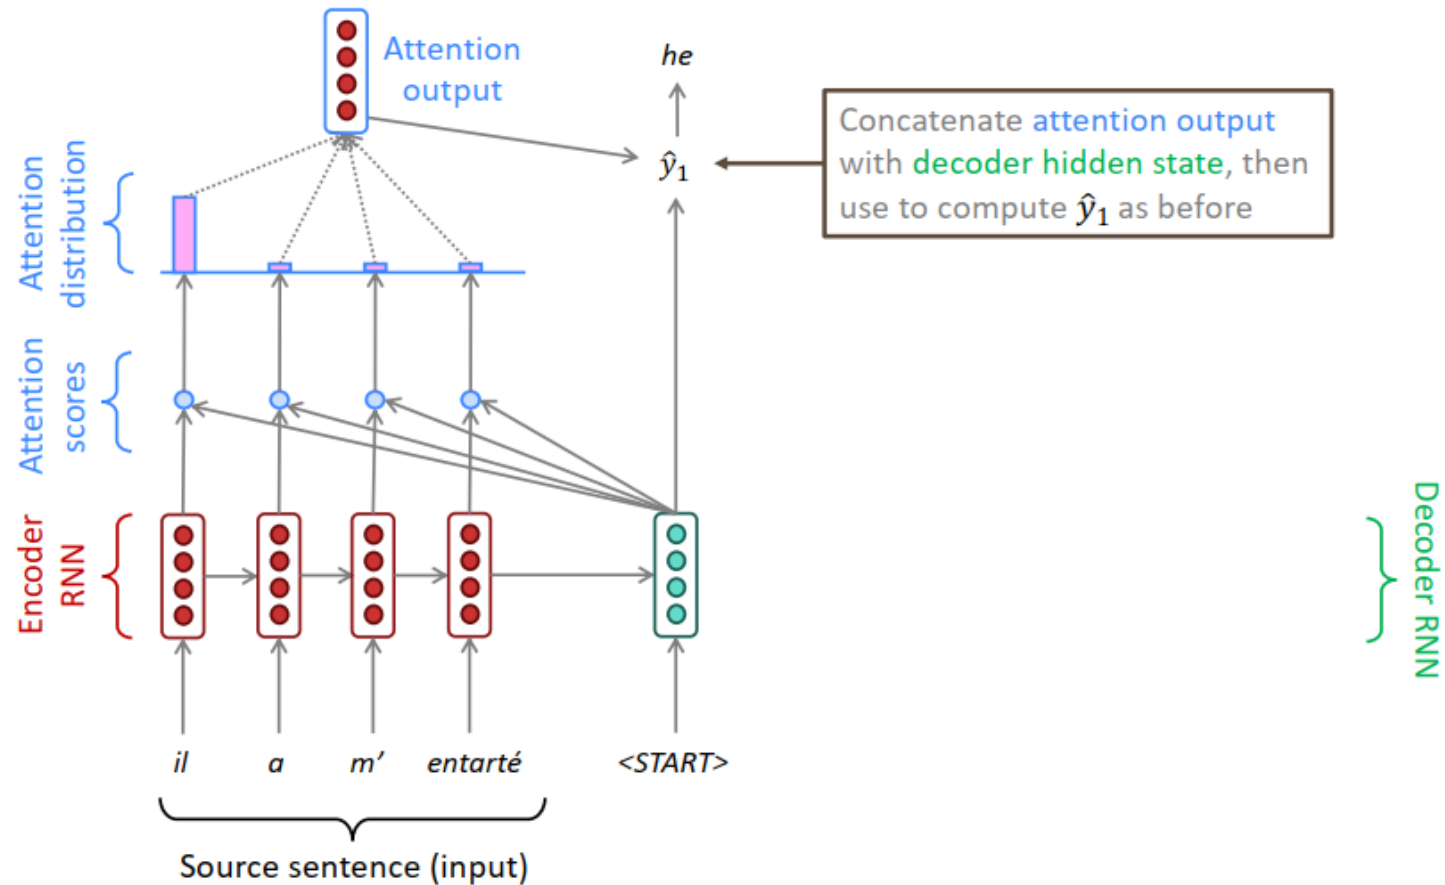 Attention
output
he
ŷ₁
Concatenate attention output
with decoder hidden state, then
use to compute ŷ₁ as before
Attention
distribution
Attention
scores
Encoder
RNN
Decoder RNN
il a m’ entarté <START>
Source sentence (input)